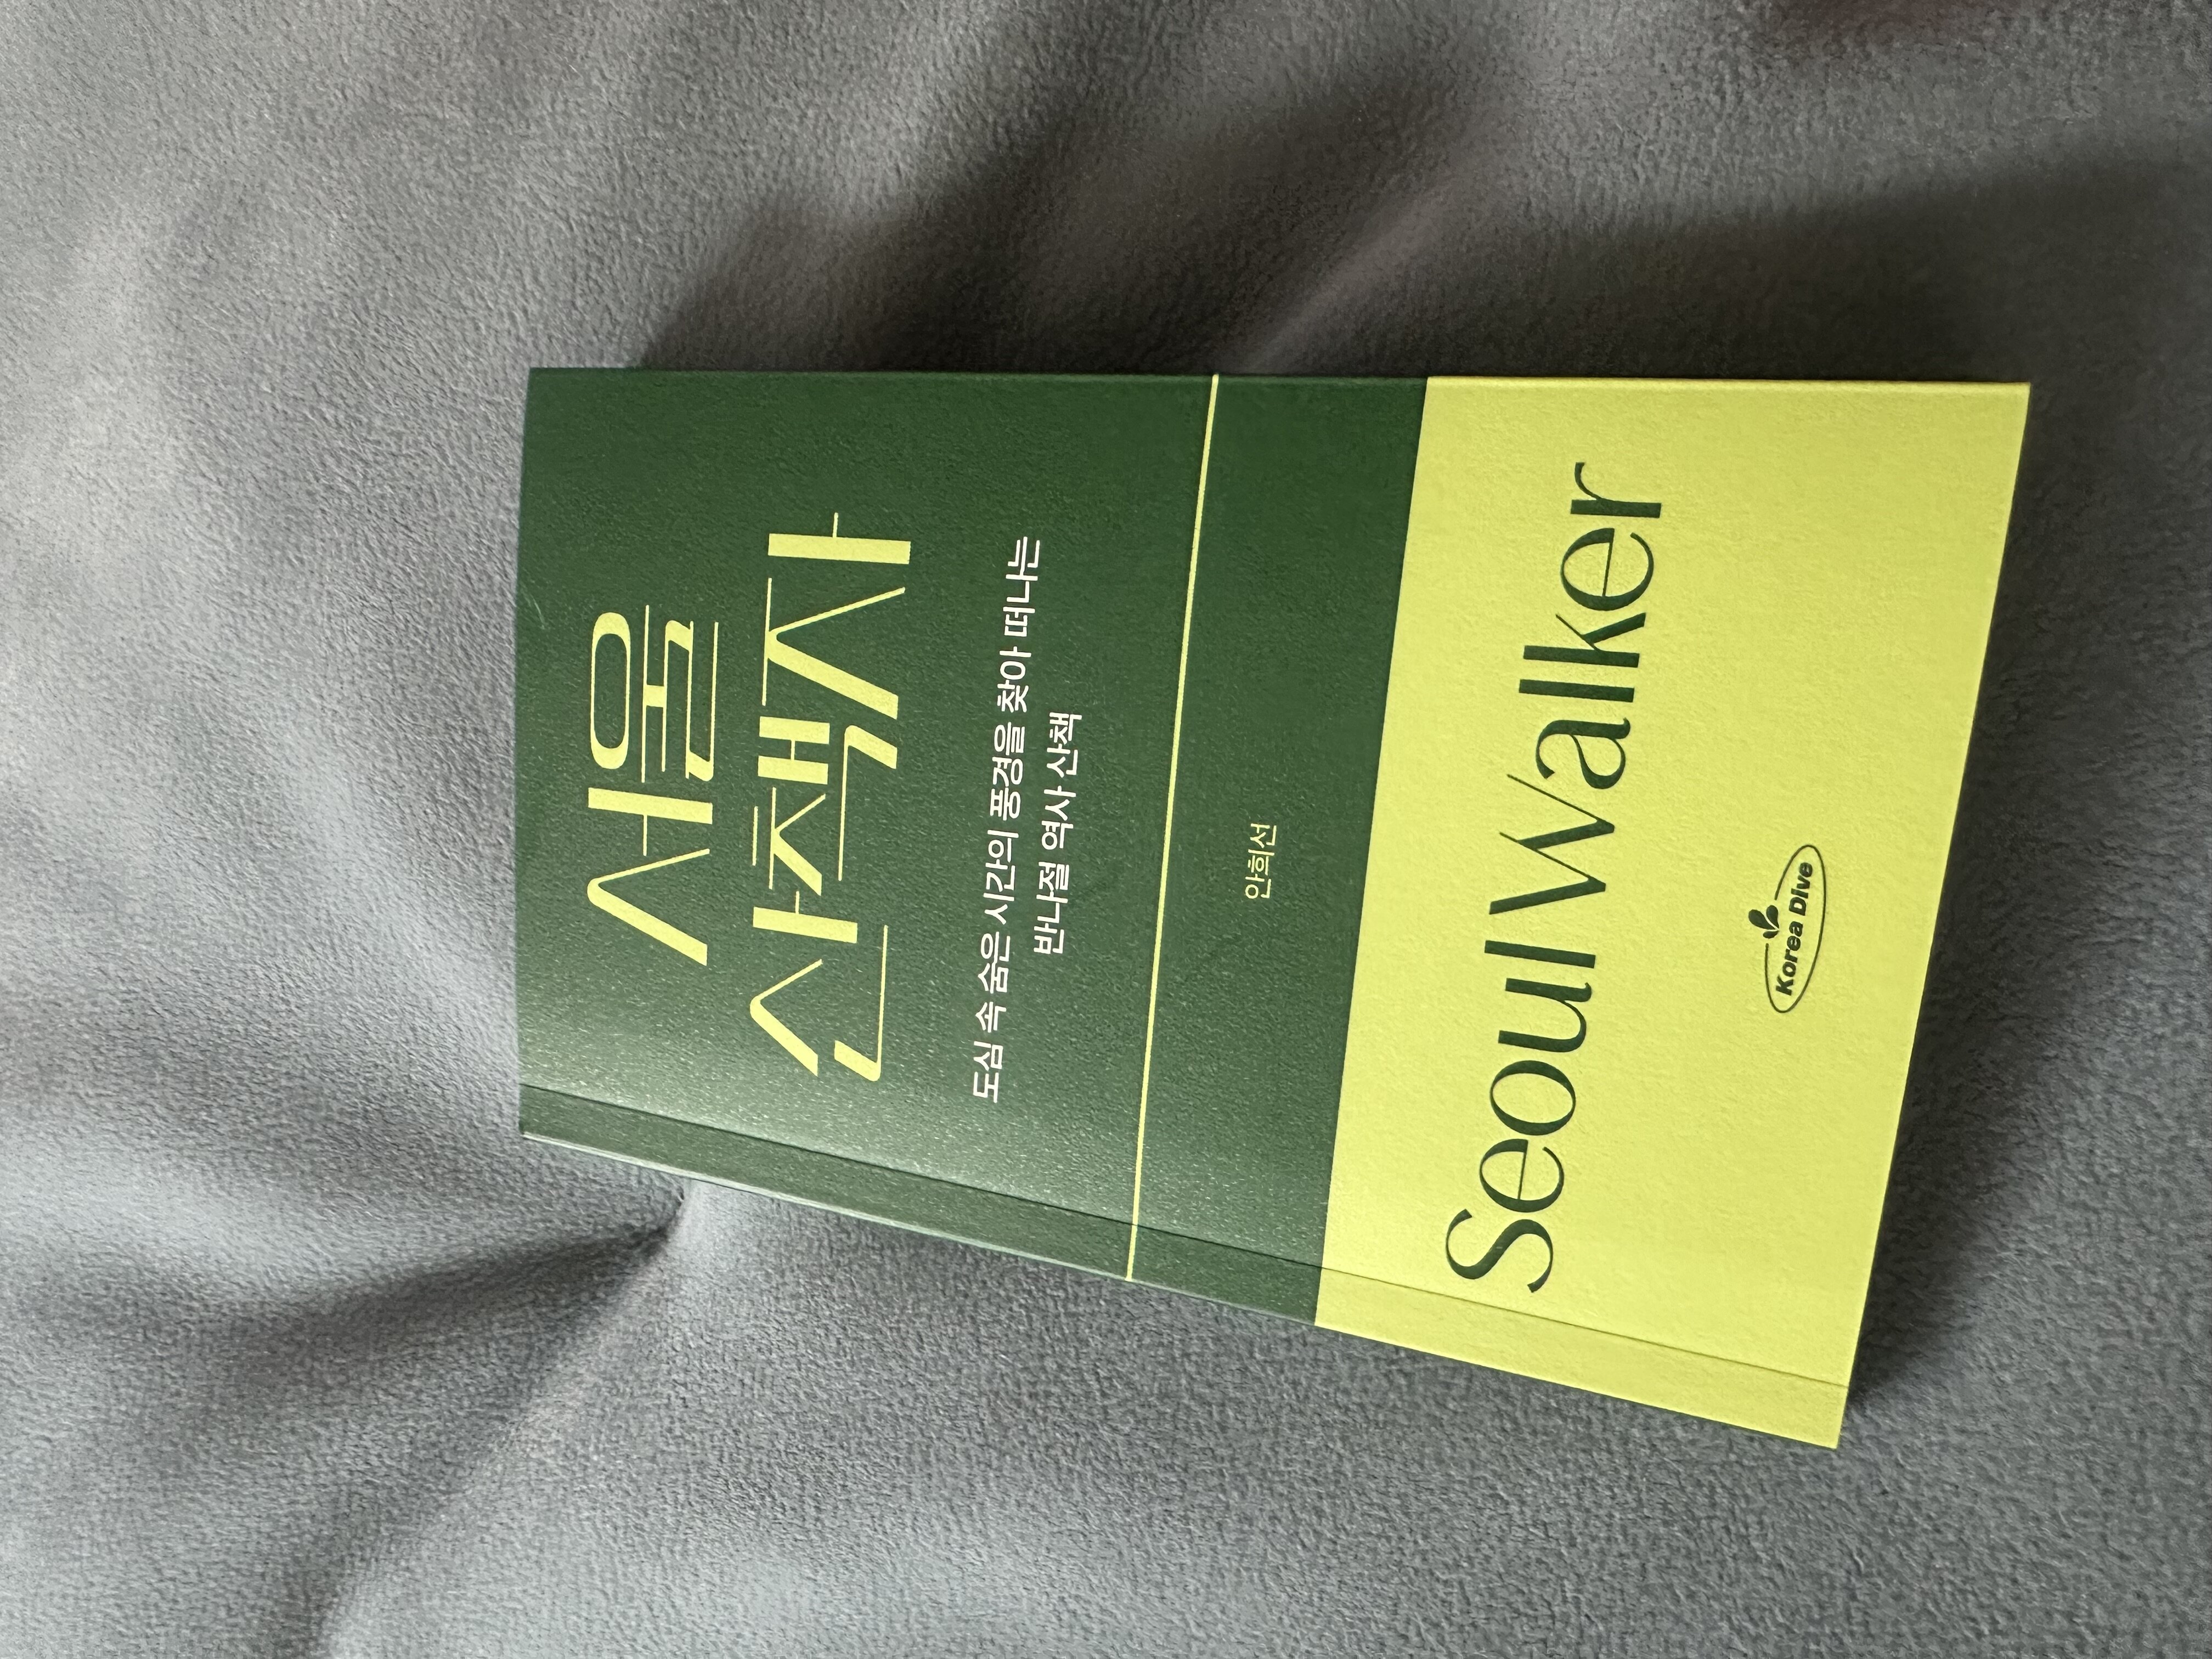 서울
산책자
도심 속 숨은 시간의 풍경을 찾아 떠나는
반나절 역사 산책
안희선
Seoul Walker
Korea Dive